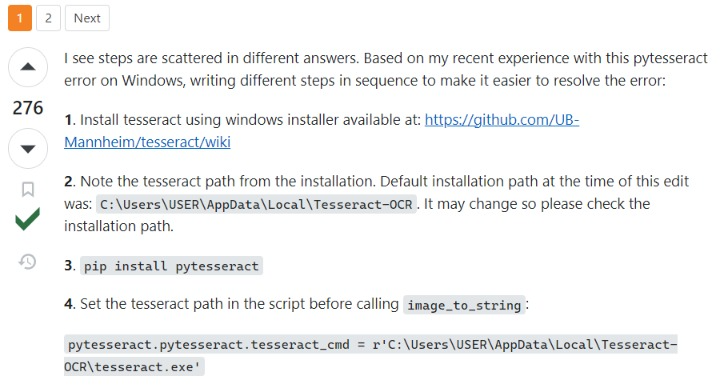 1 2 Next
I see steps are scattered in different answers. Based on my recent experience with this pytesseract
error on Windows, writing different steps in sequence to make it easier to resolve the error:
276
1. Install tesseract using windows installer available at: https://github.com/UB-
Mannheim/tesseract/wiki
2. Note the tesseract path from the installation. Default installation path at the time of this edit
was: C:\Users\USER\AppData\Local\Tesseract-OCR. It may change so please check the
installation path.
3. pip install pytesseract
4. Set the tesseract path in the script before calling image_to_string:
pytesseract.pytesseract.tesseract_cmd = r'C:\Users\USER\AppData\Local\Tesseract-
OCR\tesseract.exe'